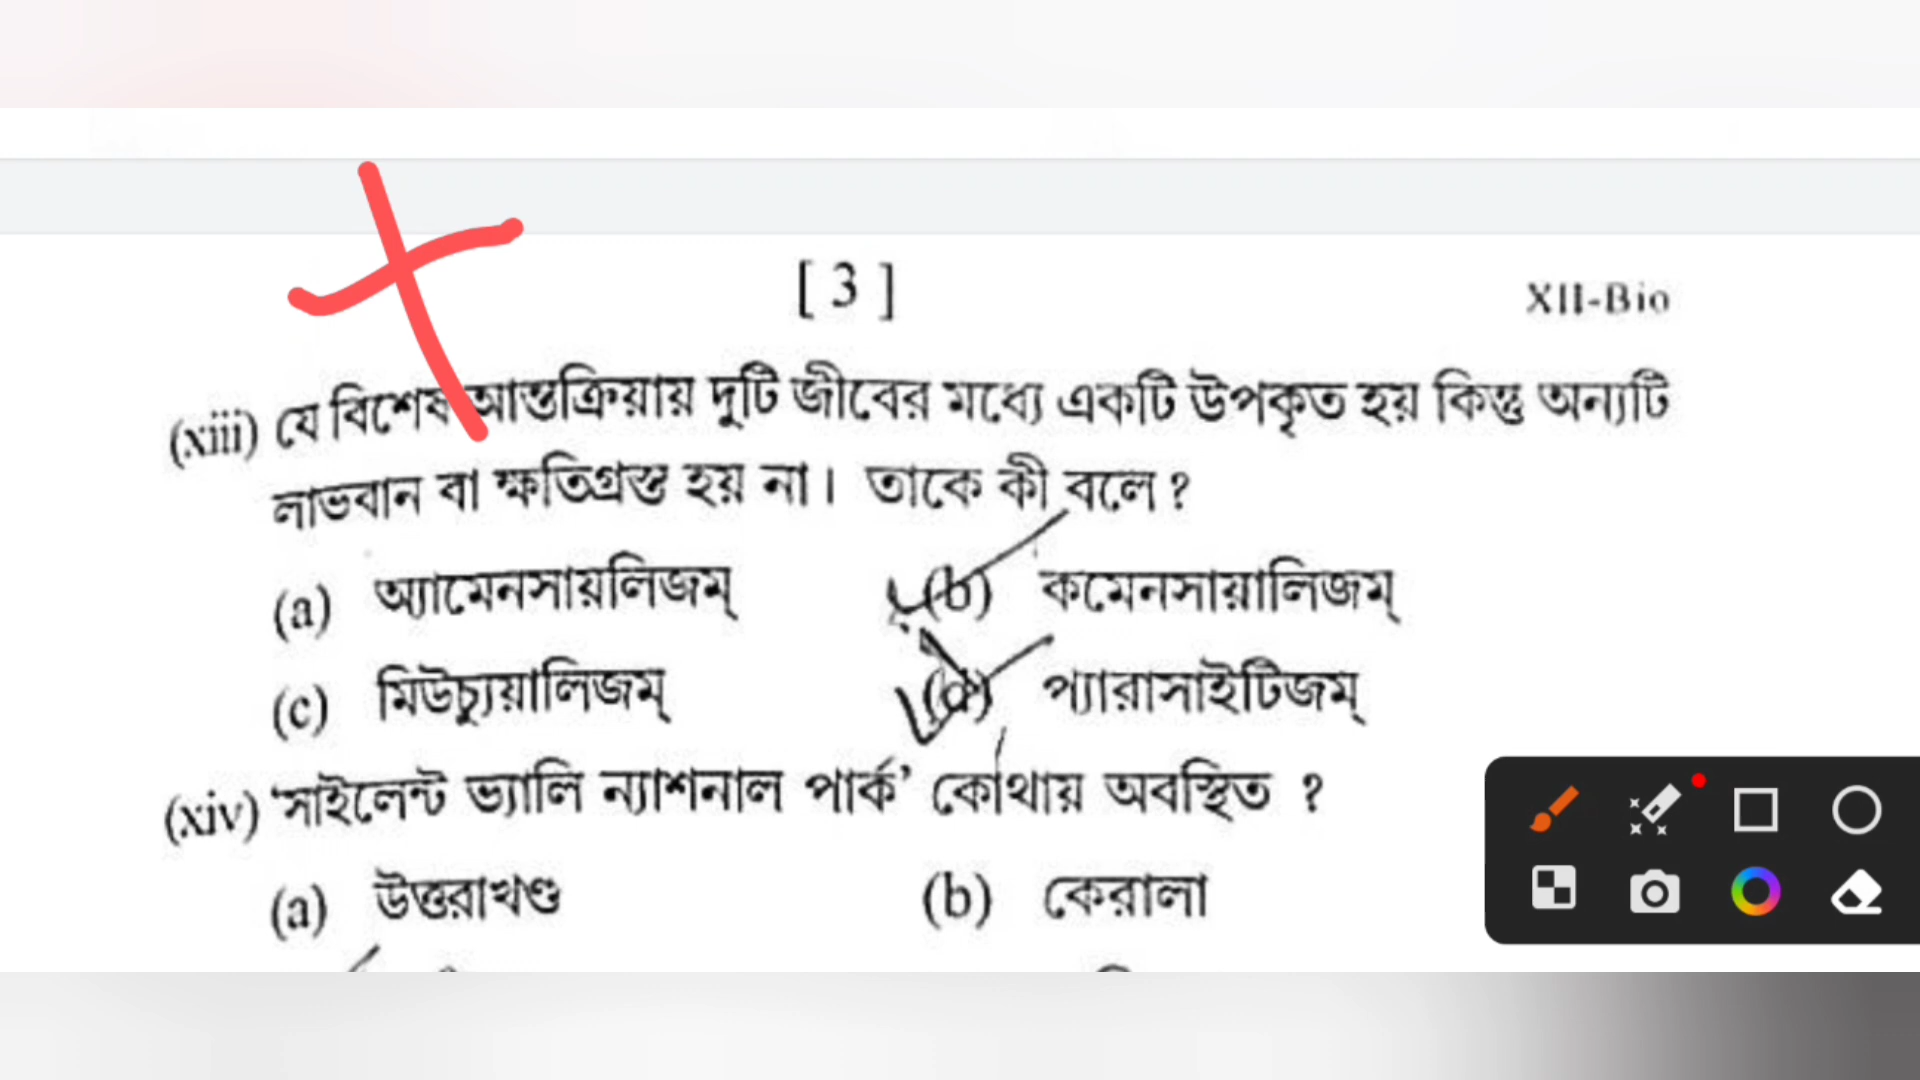 [ 3 ]
XII-Bio
(xiii) যে বিশেষ আন্তক্রিয়ায় দুটি জীবের মধ্যে একটি উপকৃত হয় কিন্তু অন্যটি
লাভবান বা ক্ষতিগ্রস্ত হয় না। তাকে কী বলে ?
(a) অ্যামেনসায়লিজম্ (b) কমেনসায়ালিজম্
(c) মিউচ্যুয়ালিজম্ (d) প্যারাসাইটিজম্
(xiv) ‘সাইলেন্ট ভ্যালি ন্যাশনাল পার্ক’ কোথায় অবস্থিত ?
(a) উত্তরাখণ্ড (b) কেরালা